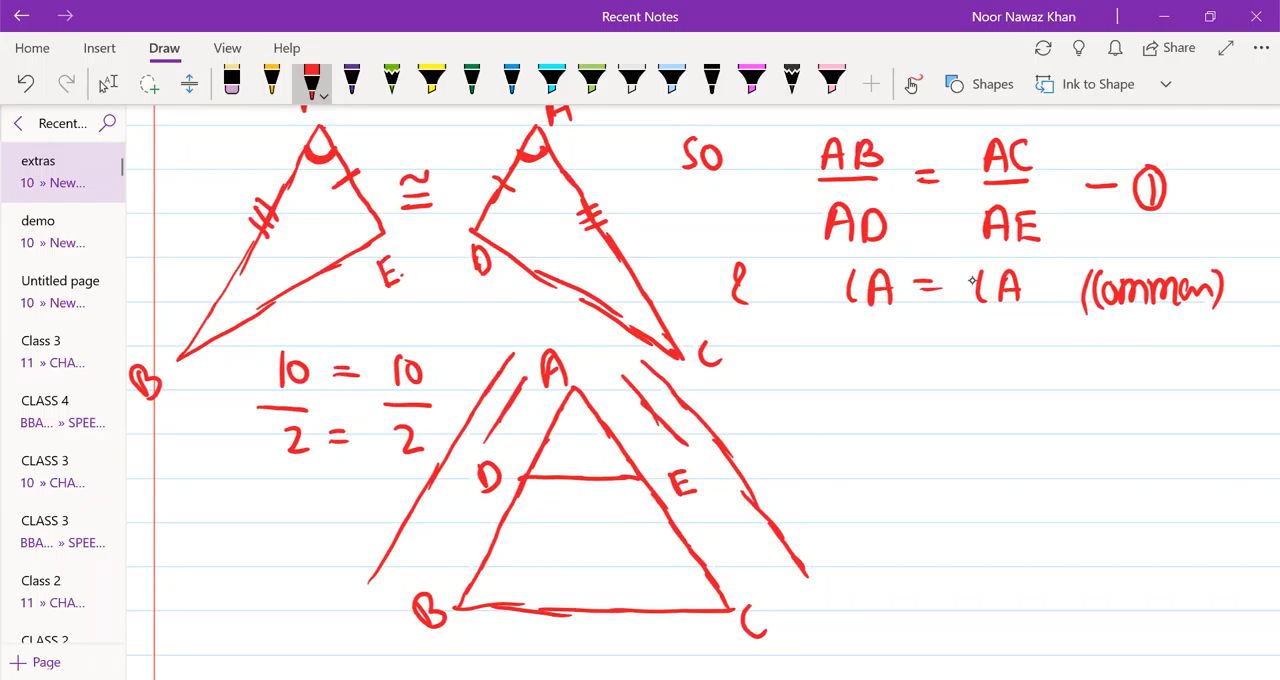 Recent Notes
Noor Nawaz Khan
Home Insert Draw View Help
Share
Shapes
Ink to Shape
Recent...
extras
10 » New...
demo
10 » New...
Untitled page
10 » New...
Class 3
11 » CHA...
CLASS 4
BBA... » SPEE...
CLASS 3
10 » CHA...
CLASS 3
BBA... » SPEE...
Class 2
11 » CHA...
CLASS 2
+ Page
≅
E.
D
B
C
SO AB/AD = AC/AE - ①
& ∠A = ∠A (Common)
10 = 10
2 = 2
A
D E
B C